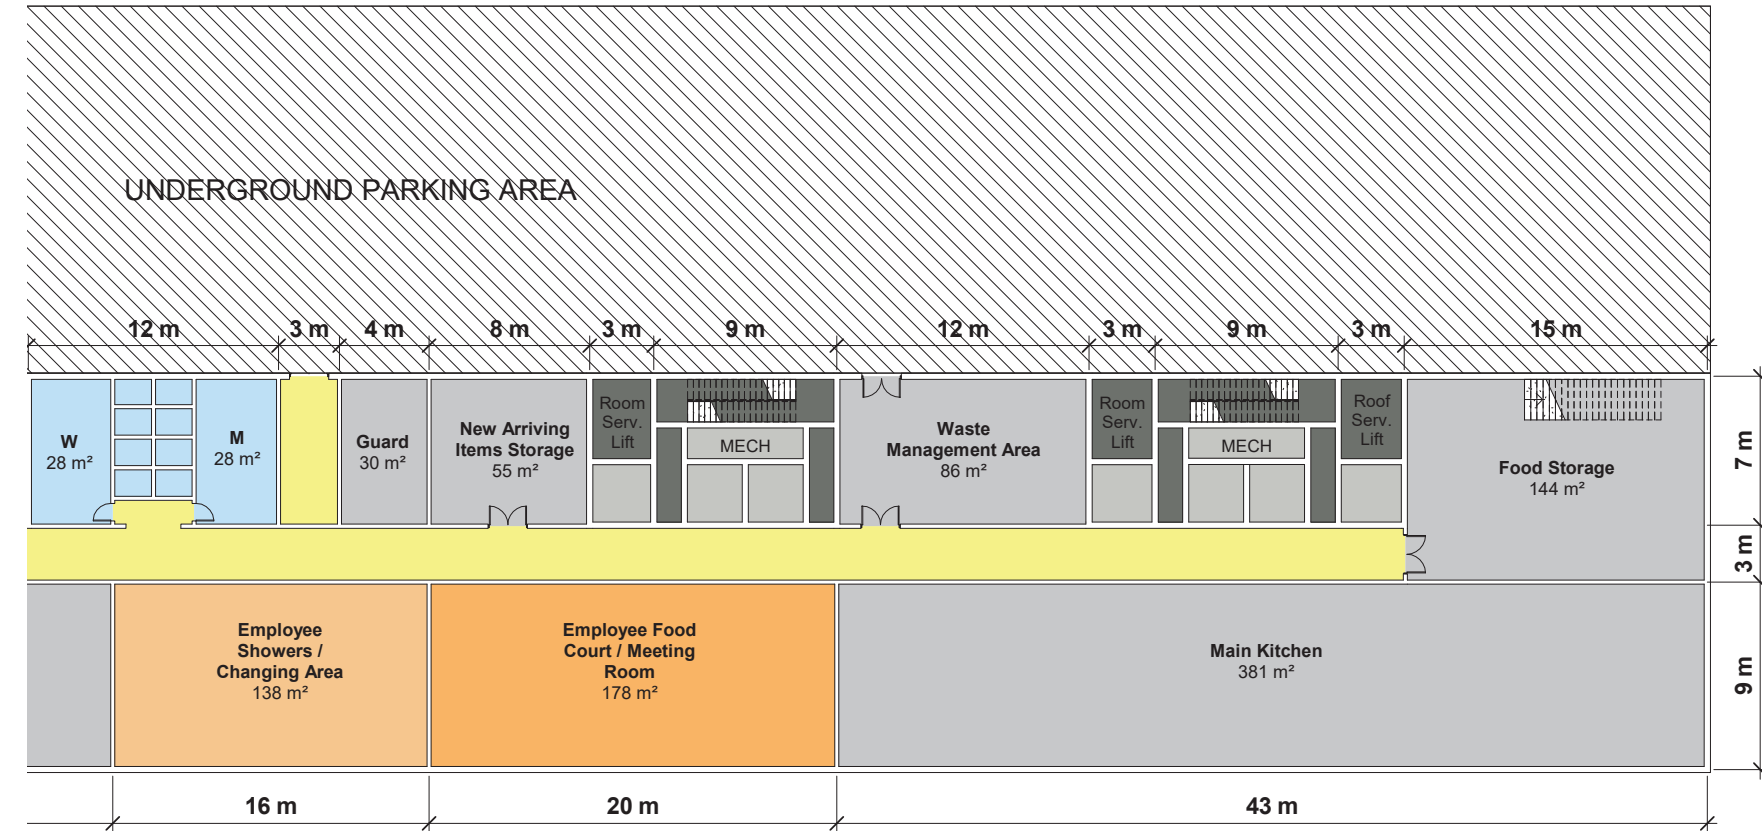 UNDERGROUND PARKING AREA
12 m
3 m
4 m
8 m
3 m
9 m
12 m
3 m
9 m
3 m
15 m
W
28 m²
M
28 m²
Guard
30 m²
New Arriving
Items Storage
55 m²
Room
Serv.
Lift
MECH
Waste
Management Area
86 m²
Room
Serv.
Lift
MECH
Roof
Serv.
Lift
Food Storage
144 m²
7 m
3 m
9 m
Employee
Showers /
Changing Area
138 m²
Employee Food
Court / Meeting
Room
178 m²
Main Kitchen
381 m²
16 m
20 m
43 m